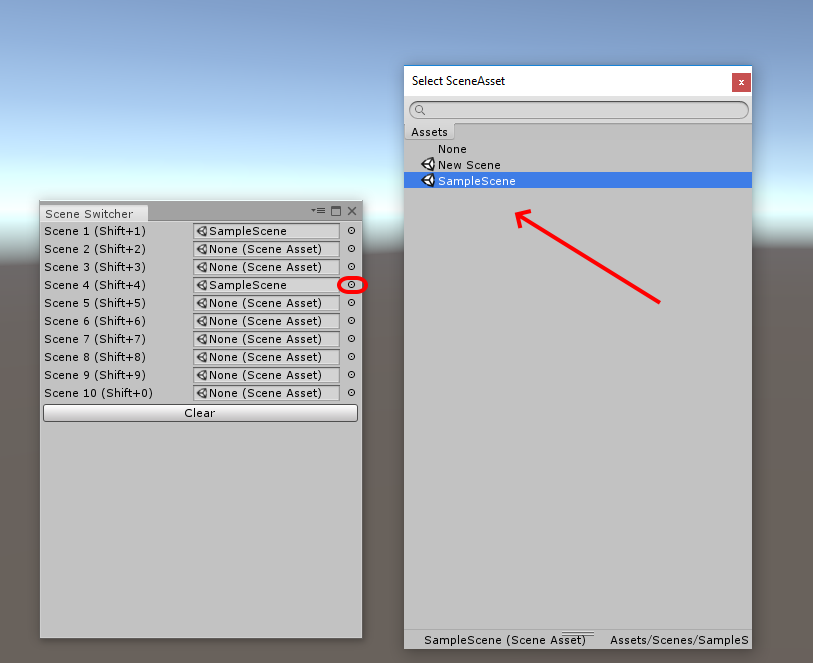 Select SceneAsset
x
Assets
None
New Scene
SampleScene
Scene Switcher
Scene 1 (Shift+1) SampleScene
Scene 2 (Shift+2) None (Scene Asset)
Scene 3 (Shift+3) None (Scene Asset)
Scene 4 (Shift+4) SampleScene
Scene 5 (Shift+5) None (Scene Asset)
Scene 6 (Shift+6) None (Scene Asset)
Scene 7 (Shift+7) None (Scene Asset)
Scene 8 (Shift+8) None (Scene Asset)
Scene 9 (Shift+9) None (Scene Asset)
Scene 10 (Shift+0) None (Scene Asset)
Clear
SampleScene (Scene Asset) Assets/Scenes/SampleS